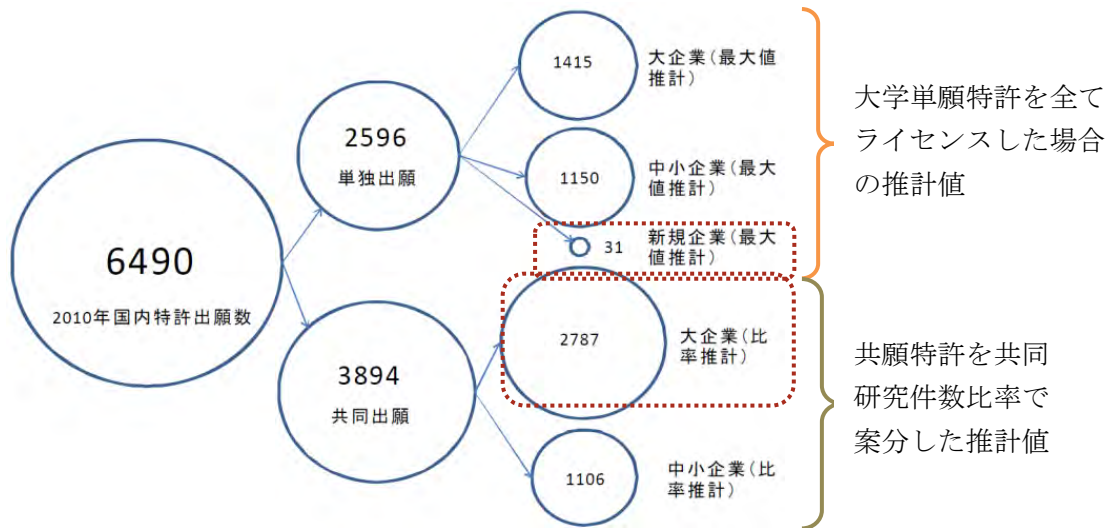 6490
2010年国内特許出願数
2596
単独出願
3894
共同出願
1415
大企業(最大値
推計)
1150
中小企業(最大
値推計)
31
新規企業(最大
値推計)
2787
大企業(比
率推計)
1106
中小企業(比
率推計)
大学単願特許を全て
ライセンスした場合
の推計値
共願特許を共同
研究件数比率で
案分した推計値